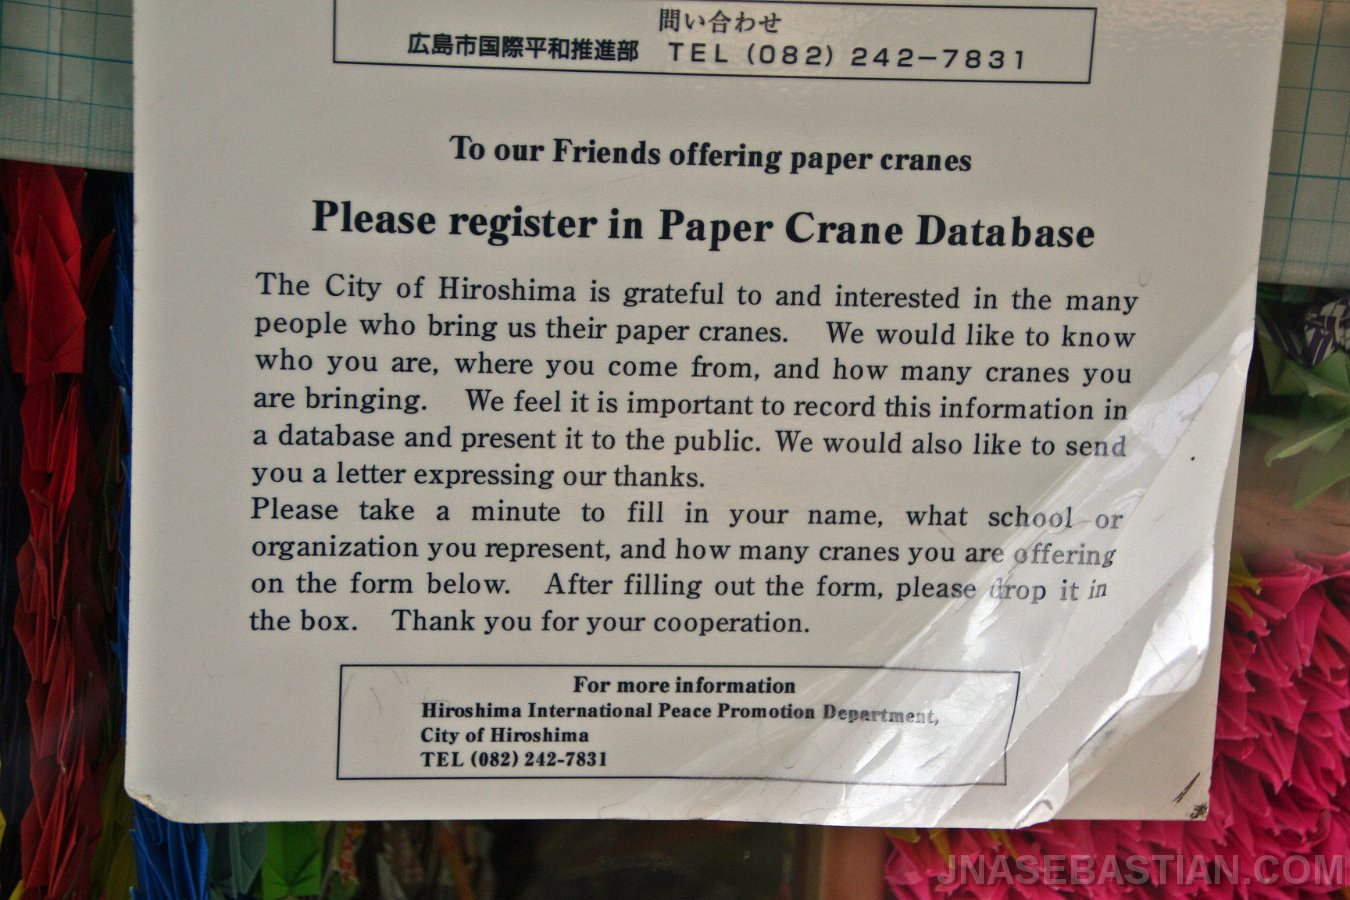 問い合わせ
広島市国際平和推進部　ＴＥＬ（０８２）２４２－７８３１
To our Friends offering paper cranes
Please register in Paper Crane Database
The City of Hiroshima is grateful to and interested in the many
people who bring us their paper cranes. We would like to know
who you are, where you come from, and how many cranes you
are bringing. We feel it is important to record this information in
a database and present it to the public. We would also like to send
you a letter expressing our thanks.
Please take a minute to fill in your name, what school or
organization you represent, and how many cranes you are offering
on the form below. After filling out the form, please drop it in
the box. Thank you for your cooperation.
For more information
Hiroshima International Peace Promotion Department,
City of Hiroshima
TEL (082) 242-7831
JNASEBASTIAN.COM